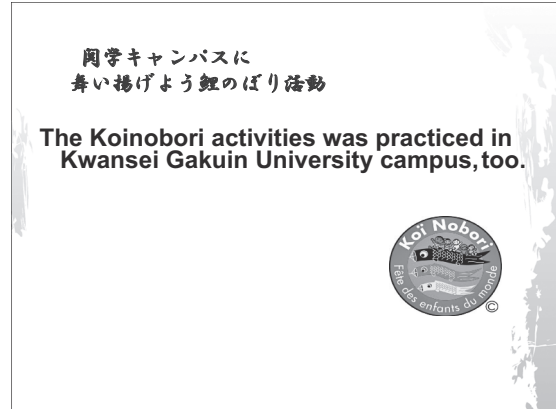 関学キャンパスに
舞い揚げよう鯉のぼり活動
The Koinobori activities was practiced in
Kwansei Gakuin University campus, too.
Koï Nobori
Fête des enfants du monde
©